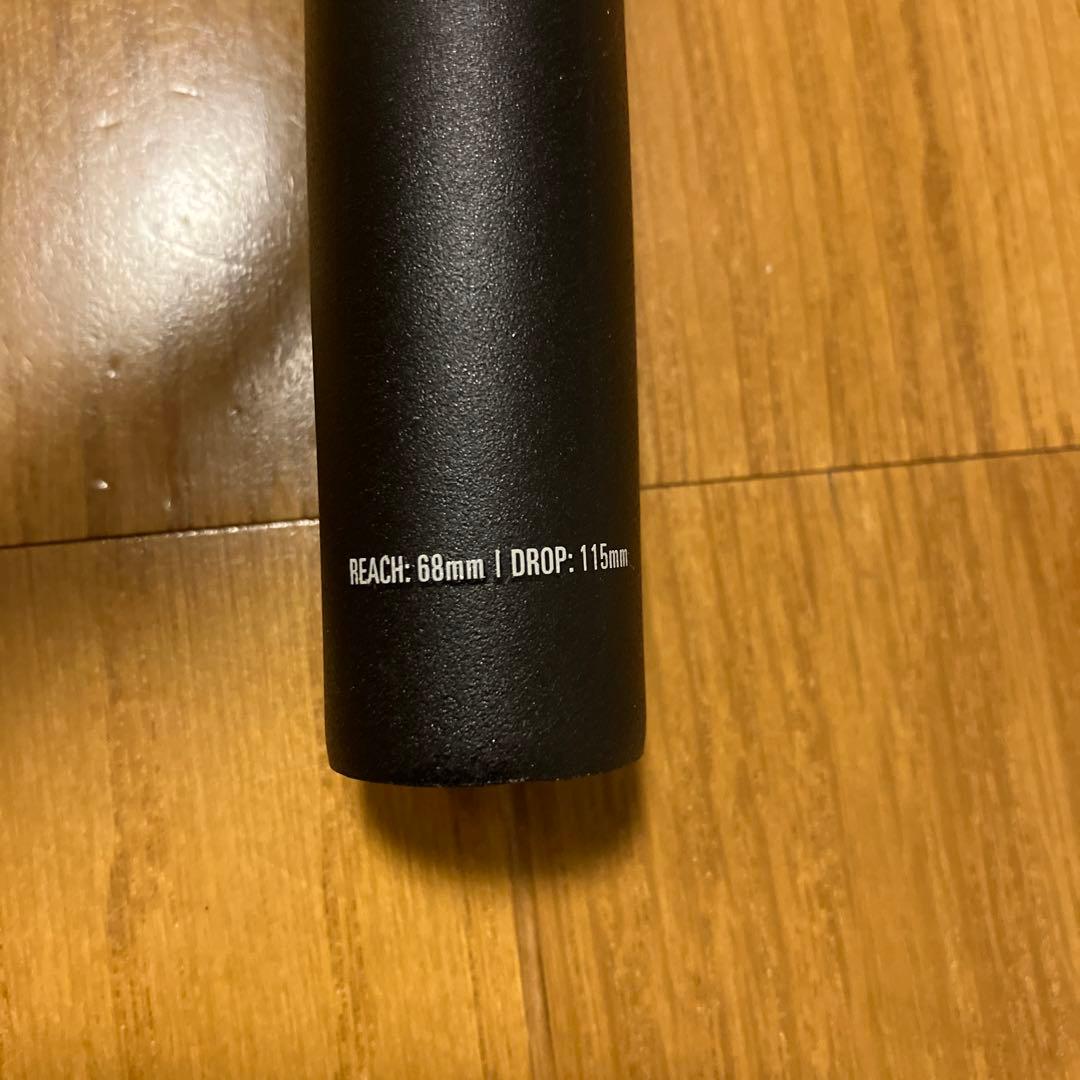 REACH: 68mm | DROP: 115mm